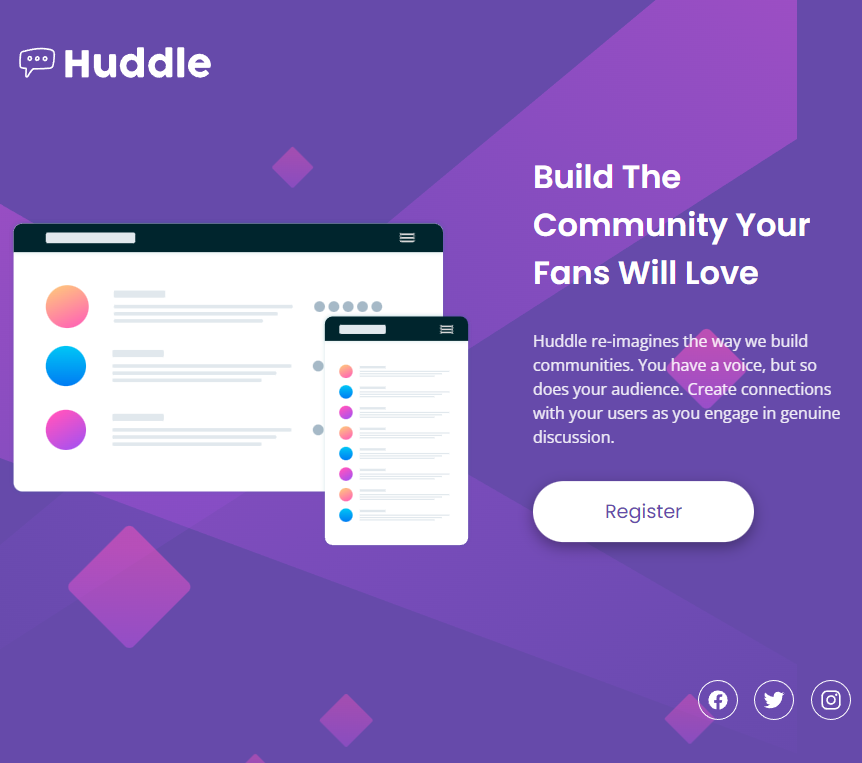 Huddle
Build The
Community Your
Fans Will Love
Huddle re-imagines the way we build
communities. You have a voice, but so
does your audience. Create connections
with your users as you engage in genuine
discussion.
Register